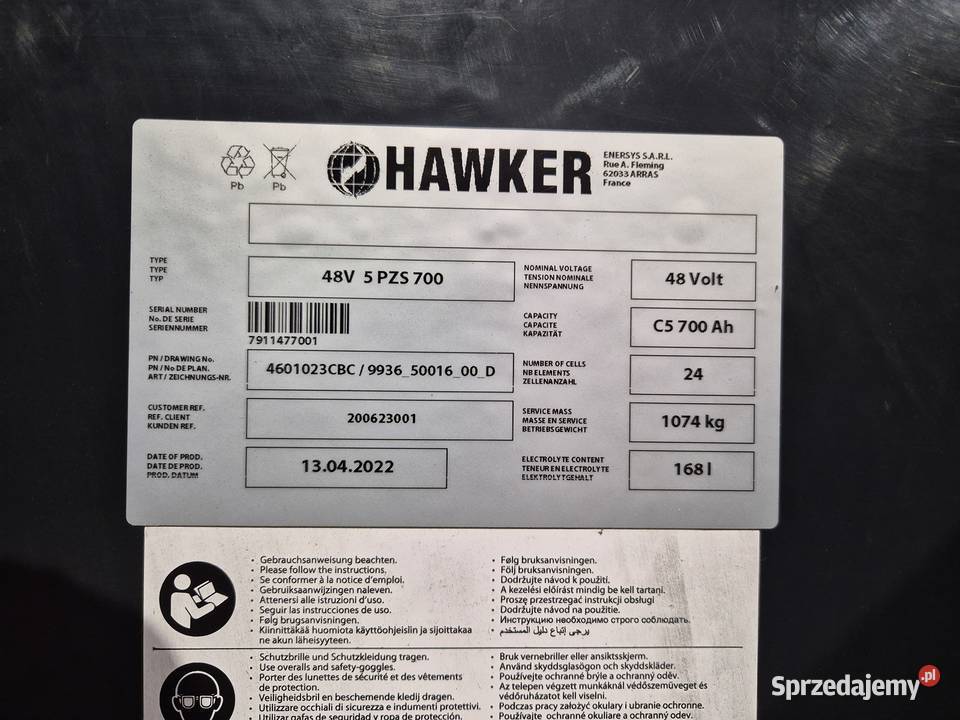 Pb
Pb
HAWKER
ENERSYS S.A.R.L.
Rue A. Fleming
62033 ARRAS
France
TYPE
TYPE
TYP
48V 5 PZS 700
NOMINAL VOLTAGE
TENSION NOMINALE
NENNSPANNUNG
48 Volt
SERIAL NUMBER
No. DE SERIE
SERIENNUMMER
7911477001
CAPACITY
CAPACITE
KAPAZITÄT
C5 700 Ah
PN / DRAWING No.
PN / No DE PLAN.
ART / ZEICHNUNGS-NR.
4601023CBC / 9936_50016_00_D
NUMBER OF CELLS
NB ELEMENTS
ZELLENANZAHL
24
CUSTOMER REF.
REF. CLIENT
KUNDEN REF.
200623001
SERVICE MASS
MASSE EN SERVICE
BETRIEBSGEWICHT
1074 kg
DATE OF PROD.
DATE DE PROD.
PROD. DATUM
13.04.2022
ELECTROLYTE CONTENT
TENEUR EN ELECTROLYTE
ELEKTROLYTGEHALT
168 l
• Gebrauchsanweisung beachten.
• Please follow the instructions.
• Se conformer à la notice d'emploi.
• Gebruiksaanwijzingen naleven.
• Attenersi alle istruzioni d'uso.
• Seguir las instrucciones de uso.
• Følg brugsanvisningen.
• Kiinnittäkää huomiota käyttöohjeislin ja sijoittakaa
ne akun läheisyyteen.
• Følg bruksanvisningen.
• Följ bruksanvisningen.
• Dodržujte návod k použití.
• A kezelési előírást mindig be kell tartani.
• Proszę przestrzegać instrukcji obsługi
• Dodržujte návod na použitie.
• Инструкцию необходимо строго соблюдать.
• يرجى إتباع دليل المستخدم
• Schutzbrille und Schutzkleidung tragen.
• Use overalls and safety-goggles.
• Porter des lunettes de sécurité et des vêtements
de protection.
• Veiligheidsbril en beschemende kledij dragen.
• Utilizzare occhiali di sicurezza e indumenti protettivi.
• Utilizar gafas de seguridad y ropa de protección.
• Bruk vernebriller eller ansiktsskjerm.
• Använd skyddsglasögon och skyddskläder.
• Používejte ochranné brýle a ochranný oděv.
• Az telepen végzett munkáknál védőszemüveget és
védőruházatot kell viselni.
• Podczas pracy założyć okulary i ubranie ochronne.
• Použivajte ochranné okuliare a ochranný odev.
Sprzedajemy.pl